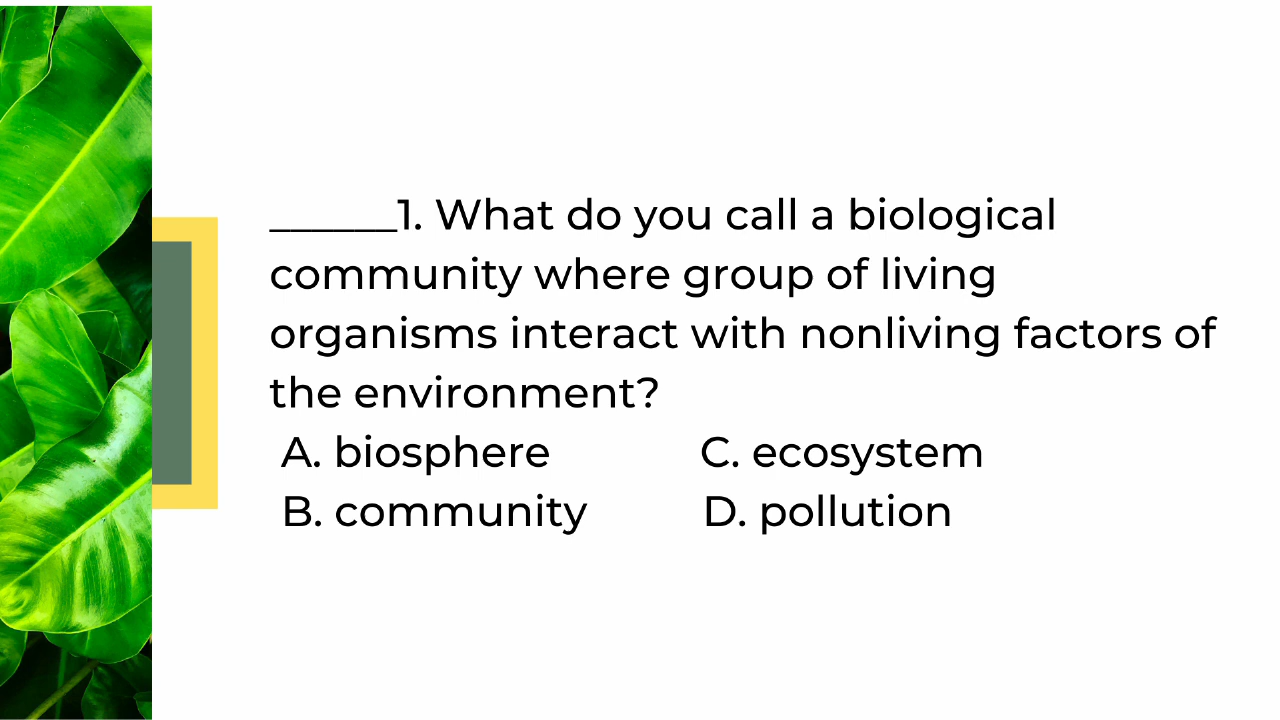 ______1. What do you call a biological
community where group of living
organisms interact with nonliving factors of
the environment?
A. biosphere C. ecosystem
B. community D. pollution